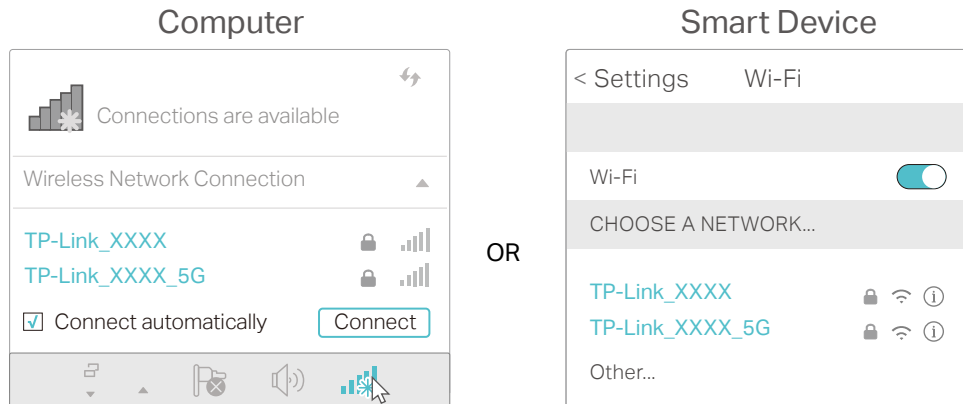 Computer
Connections are available
Wireless Network Connection
TP-Link_XXXX
TP-Link_XXXX_5G
Connect automatically
Connect
OR
Smart Device
< Settings Wi-Fi
Wi-Fi
CHOOSE A NETWORK...
TP-Link_XXXX
TP-Link_XXXX_5G
Other...